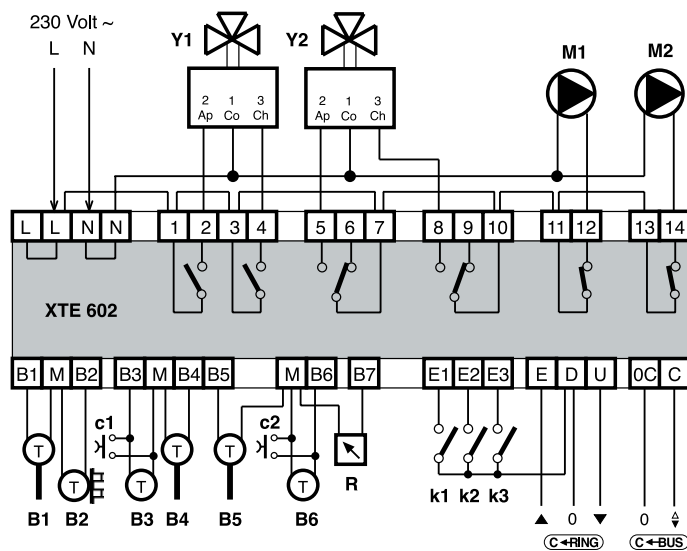 230 Volt ~
L N
Y1 Y2 M1 M2
2 1 3 2 1 3
Ap Co Ch Ap Co Ch
L L N N 1 2 3 4 5 6 7 8 9 10 11 12 13 14
XTE 602
B1 M B2 B3 M B4 B5 M B6 B7 E1 E2 E3 E D U 0C C
c1 c2
T T T T T T
R
k1 k2 k3
B1 B2 B3 B4 B5 B6
▲ 0 ▼ 0
C←RING C←BUS